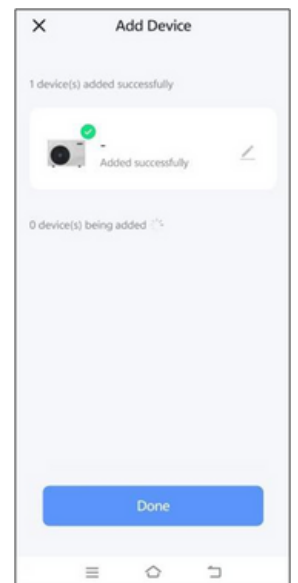 Add Device
1 device(s) added successfully
-
Added successfully
0 device(s) being added
Done